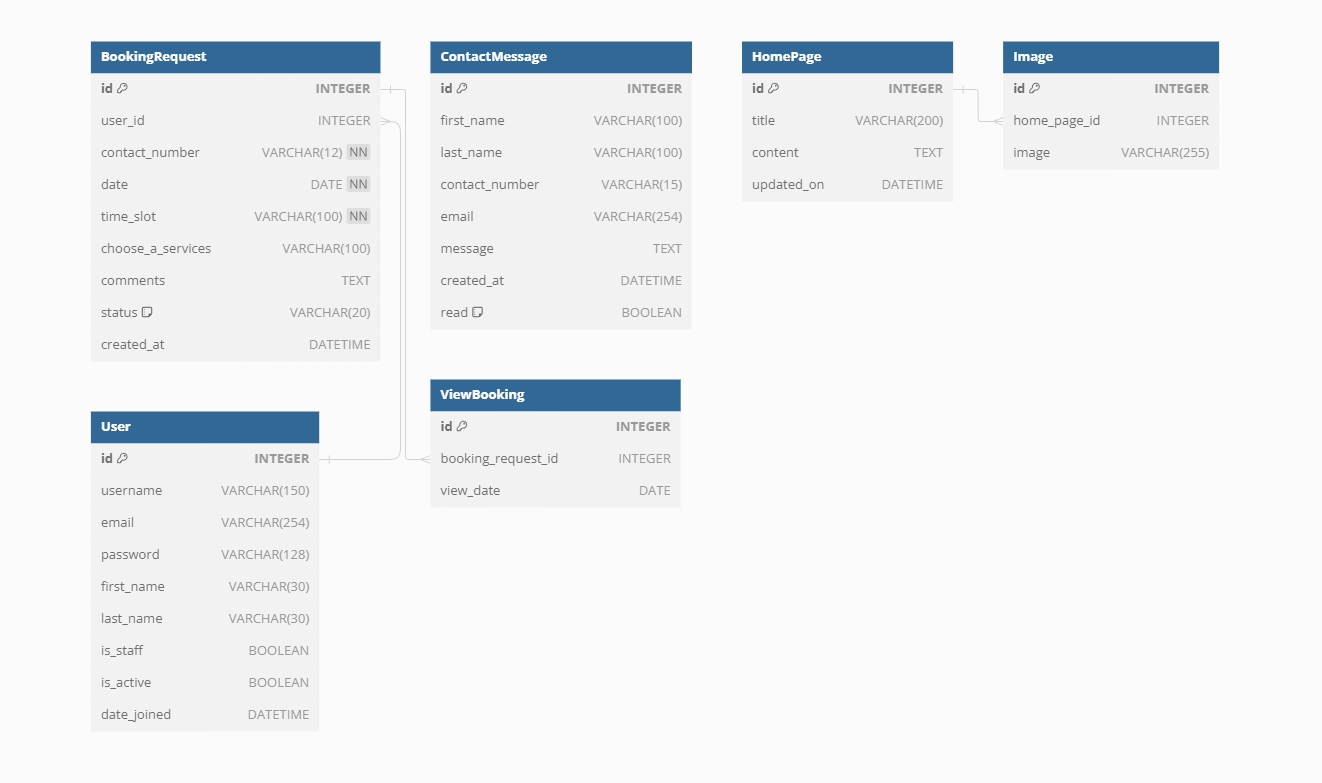 BookingRequest
id INTEGER
user_id INTEGER
contact_number VARCHAR(12) NN
date DATE NN
time_slot VARCHAR(100) NN
choose_a_services VARCHAR(100)
comments TEXT
status VARCHAR(20)
created_at DATETIME
ContactMessage
id INTEGER
first_name VARCHAR(100)
last_name VARCHAR(100)
contact_number VARCHAR(15)
email VARCHAR(254)
message TEXT
created_at DATETIME
read BOOLEAN
HomePage
id INTEGER
title VARCHAR(200)
content TEXT
updated_on DATETIME
Image
id INTEGER
home_page_id INTEGER
image VARCHAR(255)
User
id INTEGER
username VARCHAR(150)
email VARCHAR(254)
password VARCHAR(128)
first_name VARCHAR(30)
last_name VARCHAR(30)
is_staff BOOLEAN
is_active BOOLEAN
date_joined DATETIME
ViewBooking
id INTEGER
booking_request_id INTEGER
view_date DATE